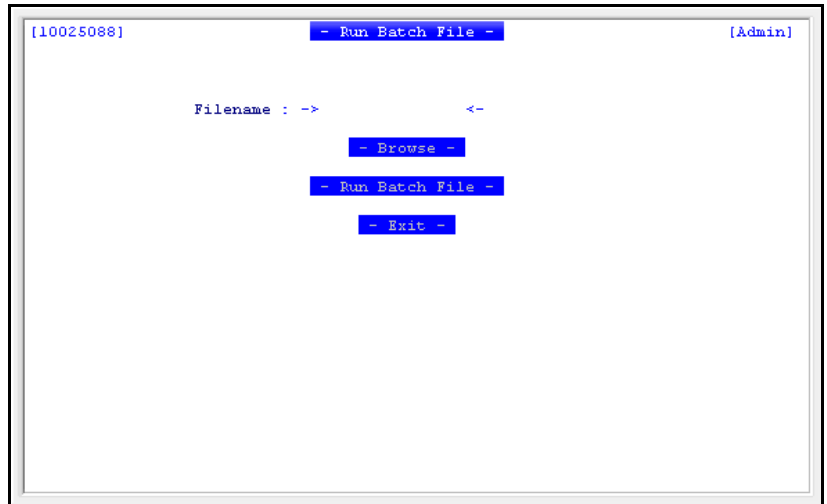 [10025088] - Run Batch File - [Admin]
Filename : -> <-
- Browse -
- Run Batch File -
- Exit -